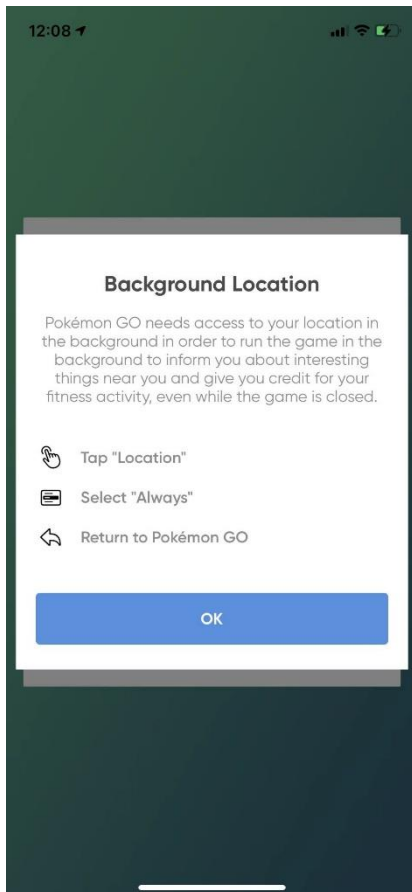 12:08
Background Location
Pokémon GO needs access to your location in
the background in order to run the game in the
background to inform you about interesting
things near you and give you credit for your
fitness activity, even while the game is closed.
Tap "Location"
Select "Always"
Return to Pokémon GO
OK